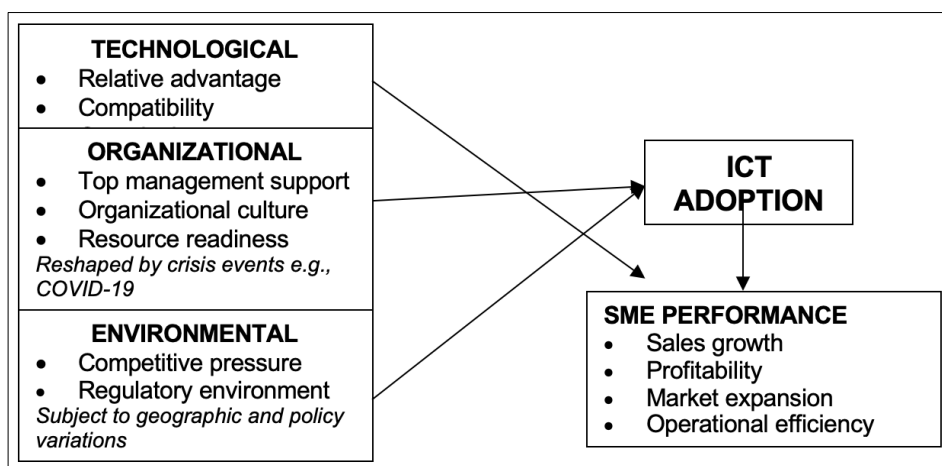 TECHNOLOGICAL
• Relative advantage
• Compatibility
ORGANIZATIONAL
• Top management support
• Organizational culture
• Resource readiness
Reshaped by crisis events e.g.,
COVID-19
ENVIRONMENTAL
• Competitive pressure
• Regulatory environment
Subject to geographic and policy
variations
ICT
ADOPTION
SME PERFORMANCE
• Sales growth
• Profitability
• Market expansion
• Operational efficiency